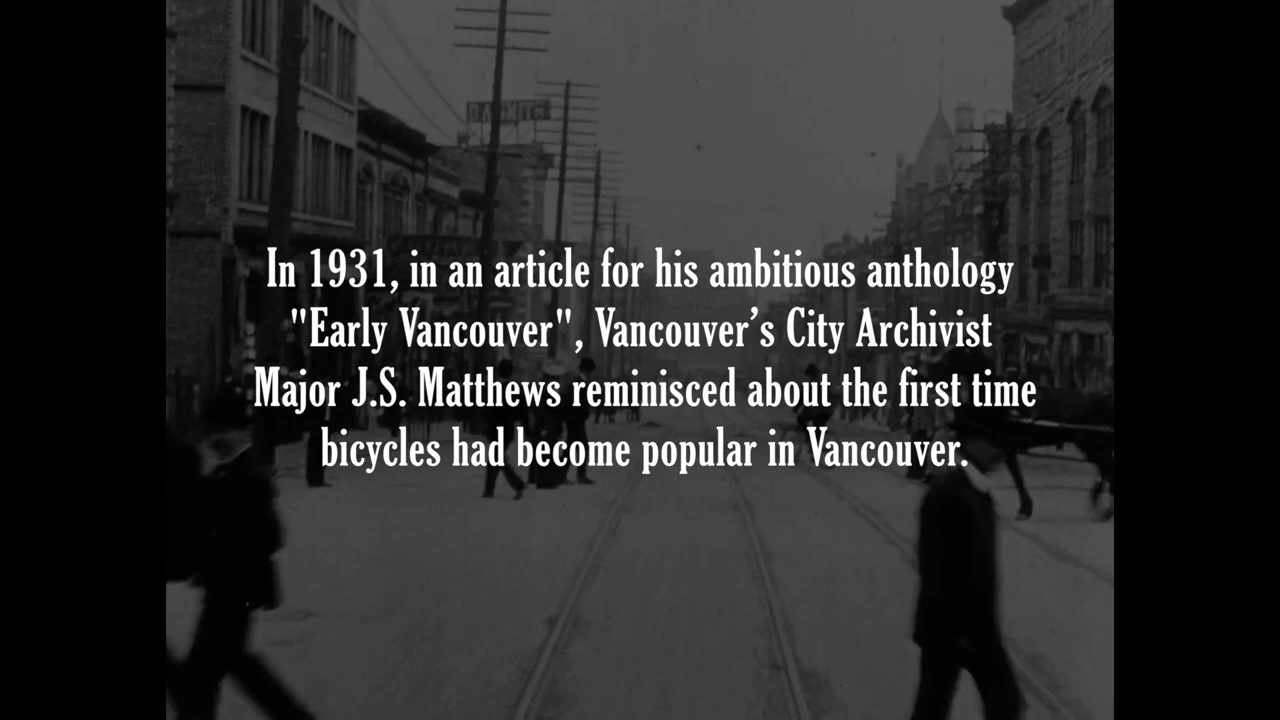 D.A. SMITH
In 1931, in an article for his ambitious anthology
"Early Vancouver", Vancouver’s City Archivist
Major J.S. Matthews reminisced about the first time
bicycles had become popular in Vancouver.